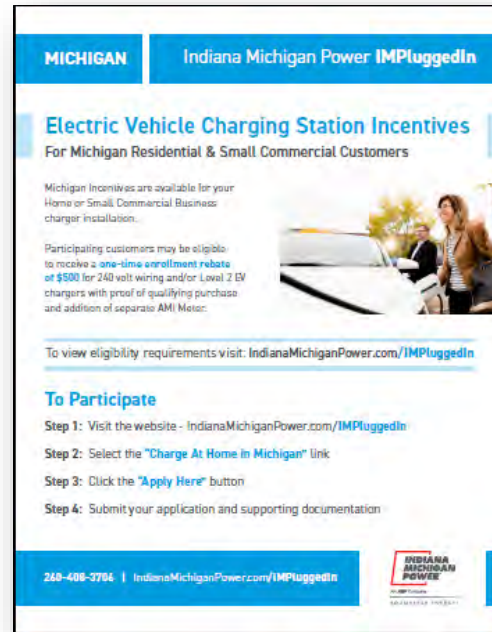 MICHIGAN
Indiana Michigan Power IMPluggedIn
Electric Vehicle Charging Station Incentives
For Michigan Residential & Small Commercial Customers
Michigan Incentives are available for your
Home or Small Commercial Business
charger installation.
Participating customers may be eligible
to receive a one-time enrollment rebate
of $500 for 240 volt wiring and/or Level 2 EV
chargers with proof of qualifying purchase
and addition of separate AMI Meter.
To view eligibility requirements visit: IndianaMichiganPower.com/IMPluggedIn
To Participate
Step 1: Visit the website - IndianaMichiganPower.com/IMPluggedIn
Step 2: Select the "Charge At Home in Michigan" link
Step 3: Click the "Apply Here" button
Step 4: Submit your application and supporting documentation
260-408-3706 | IndianaMichiganPower.com/IMPluggedIn
INDIANA
MICHIGAN
POWER
An AEP Company
BOUNDLESS ENERGY